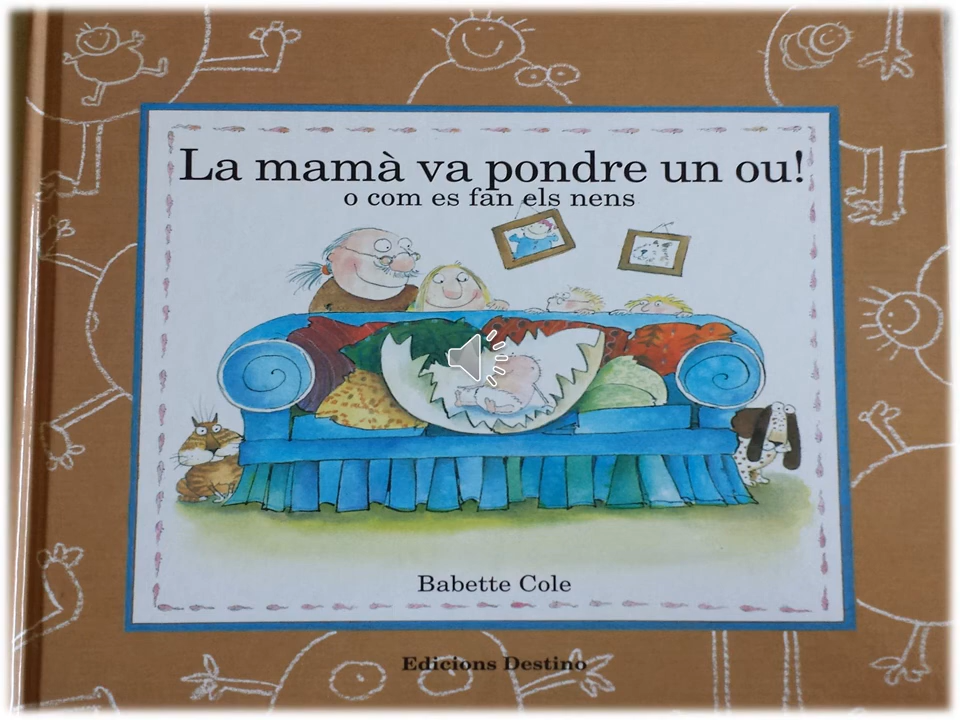 La mamà va pondre un ou!
o com es fan els nens
Babette Cole
Edicions Destino